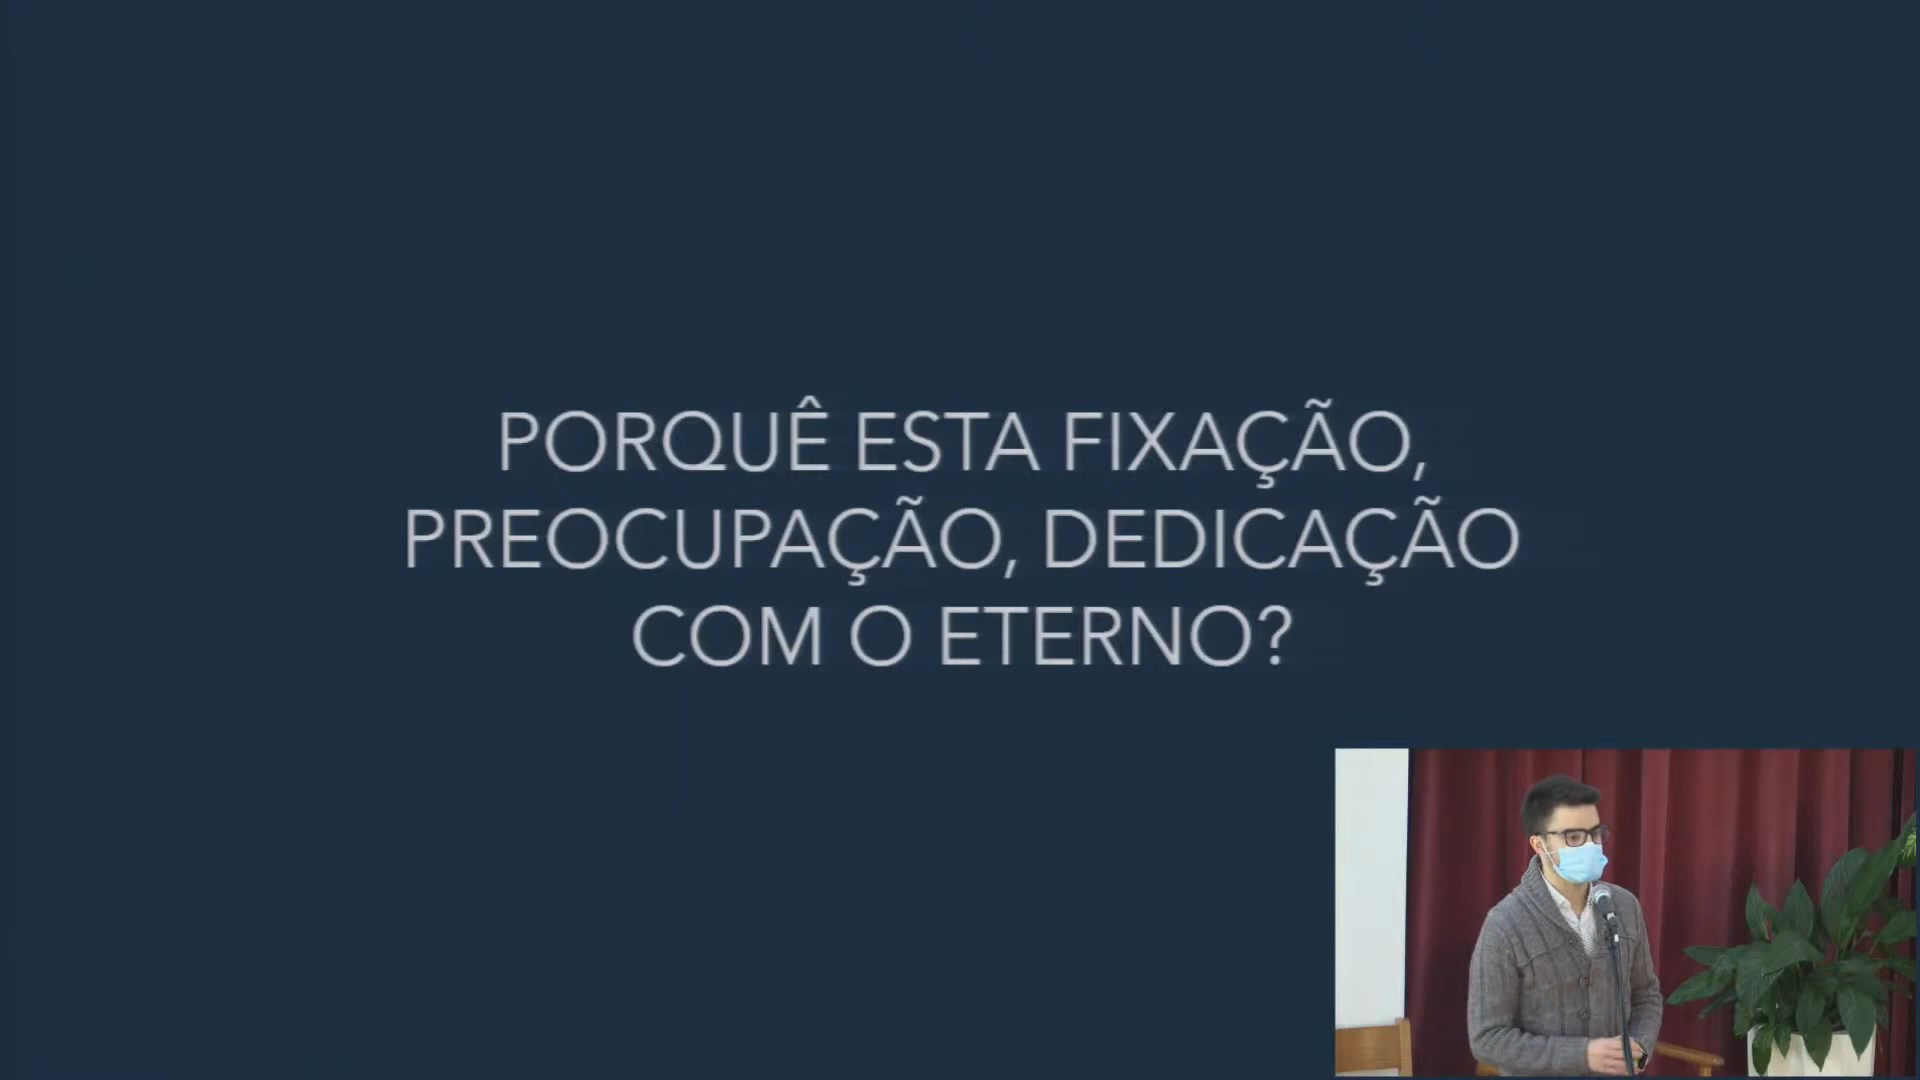 PORQUÊ ESTA FIXAÇÃO,
PREOCUPAÇÃO, DEDICAÇÃO
COM O ETERNO?